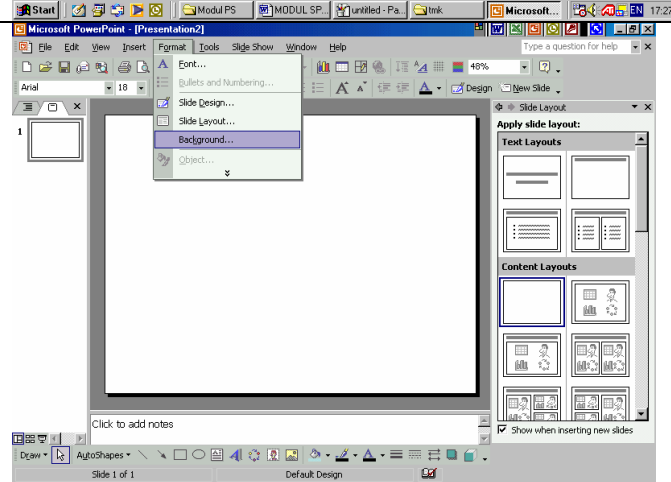 Start Modul PS MODUL SP... untitled - Pa... tmk Microsoft... EN 17:22
Microsoft PowerPoint - [Presentation2]
File Edit View Insert Format Tools Slide Show Window Help Type a question for help
48%
Arial 18 Design New Slide
Font...
Bullets and Numbering...
Slide Design...
Slide Layout...
Background...
Object...
1
Slide Layout
Apply slide layout:
Text Layouts
Content Layouts
Show when inserting new slides
Click to add notes
Draw AutoShapes
Slide 1 of 1 Default Design